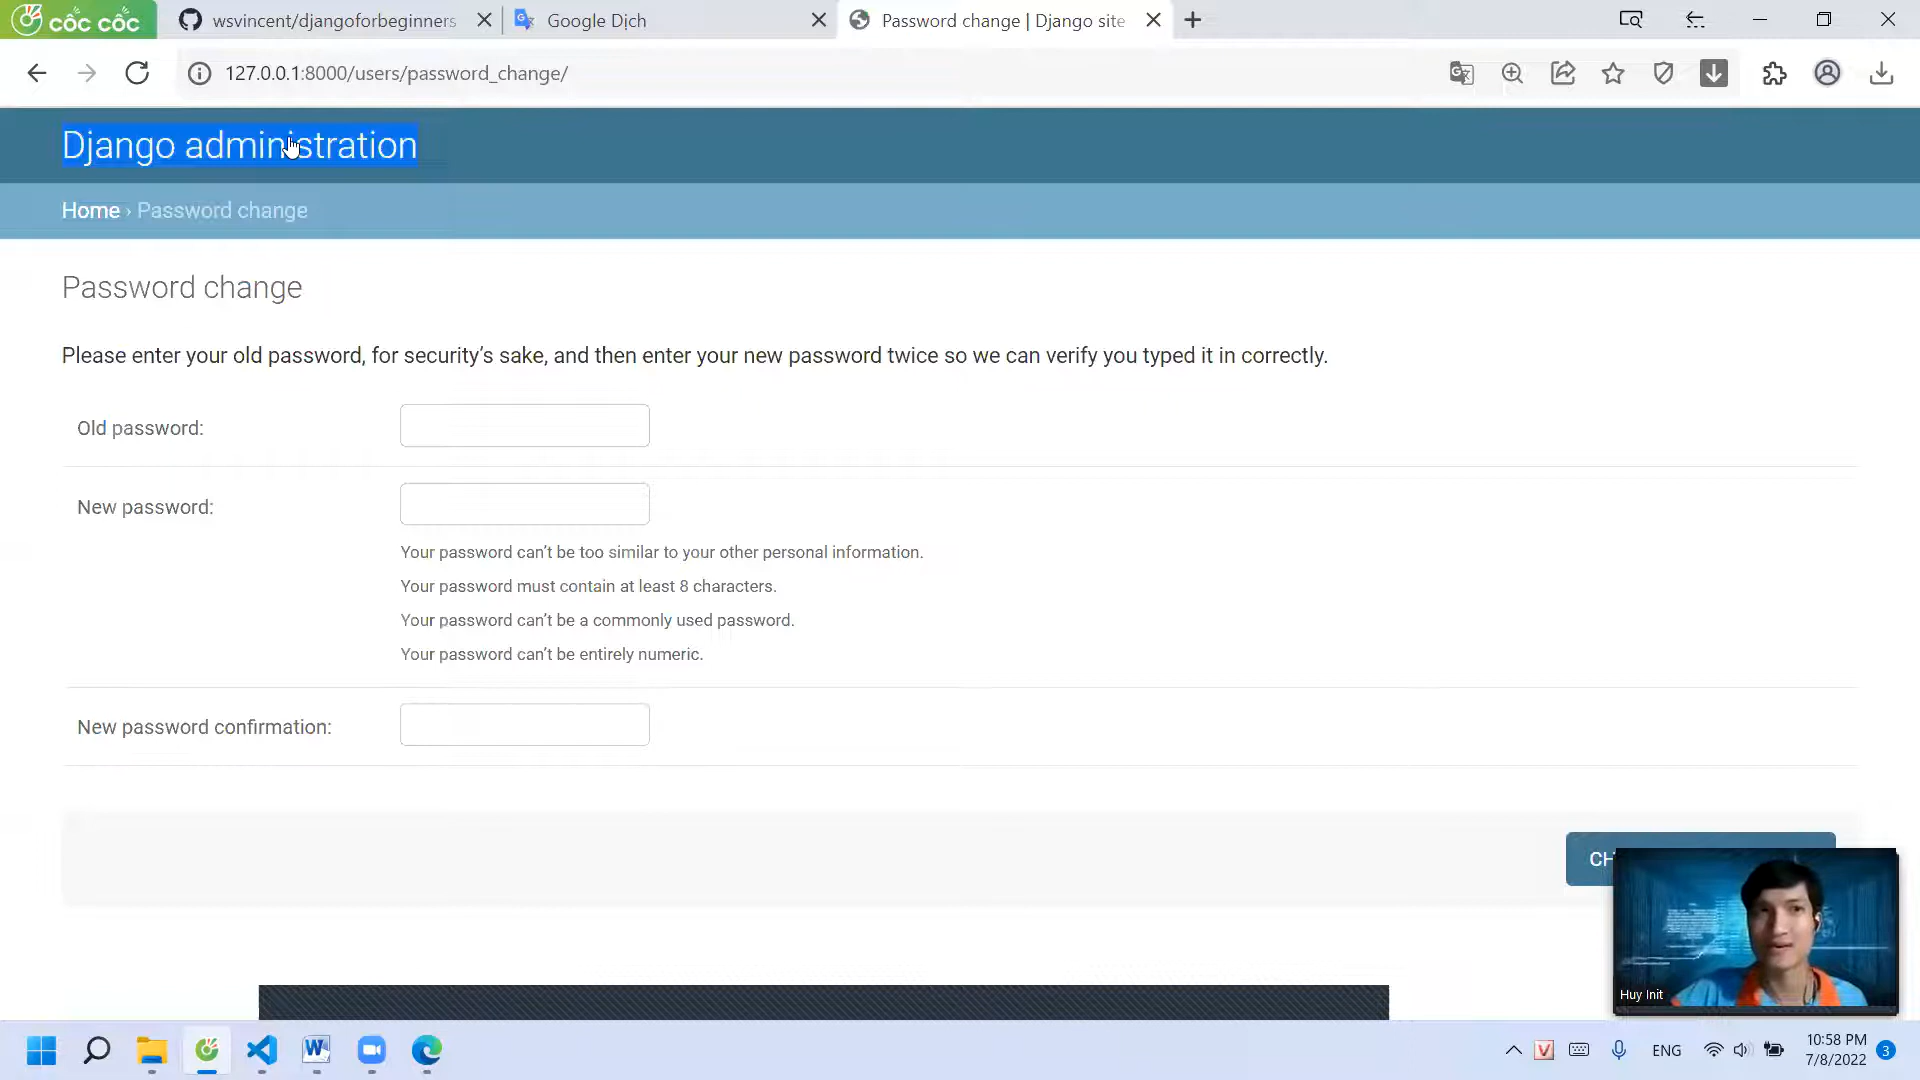 cốc cốc
wsvincent/djangoforbeginners
Google Dịch
Password change | Django site
127.0.0.1:8000/users/password_change/
Django administration
Home › Password change
Password change
Please enter your old password, for security’s sake, and then enter your new password twice so we can verify you typed it in correctly.
Old password:
New password:
Your password can’t be too similar to your other personal information.
Your password must contain at least 8 characters.
Your password can’t be a commonly used password.
Your password can’t be entirely numeric.
New password confirmation:
CH
Huy Init
ENG
10:58 PM
7/8/2022
3